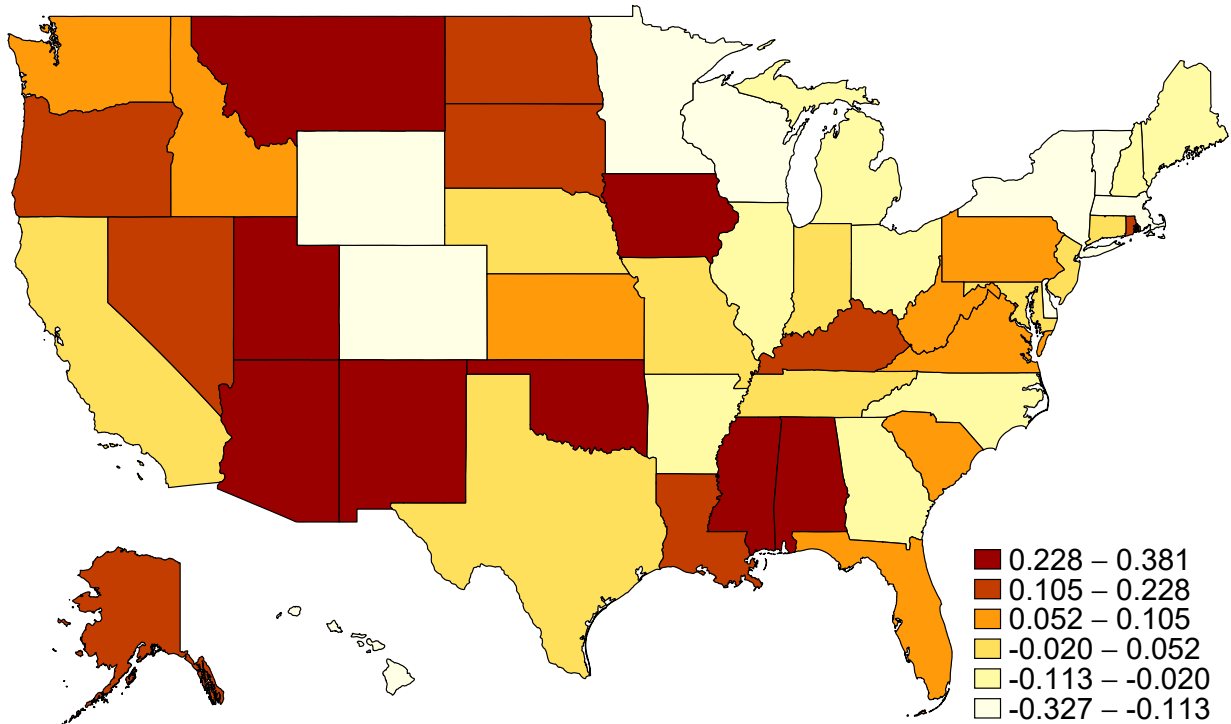 0.228 – 0.381
0.105 – 0.228
0.052 – 0.105
-0.020 – 0.052
-0.113 – -0.020
-0.327 – -0.113